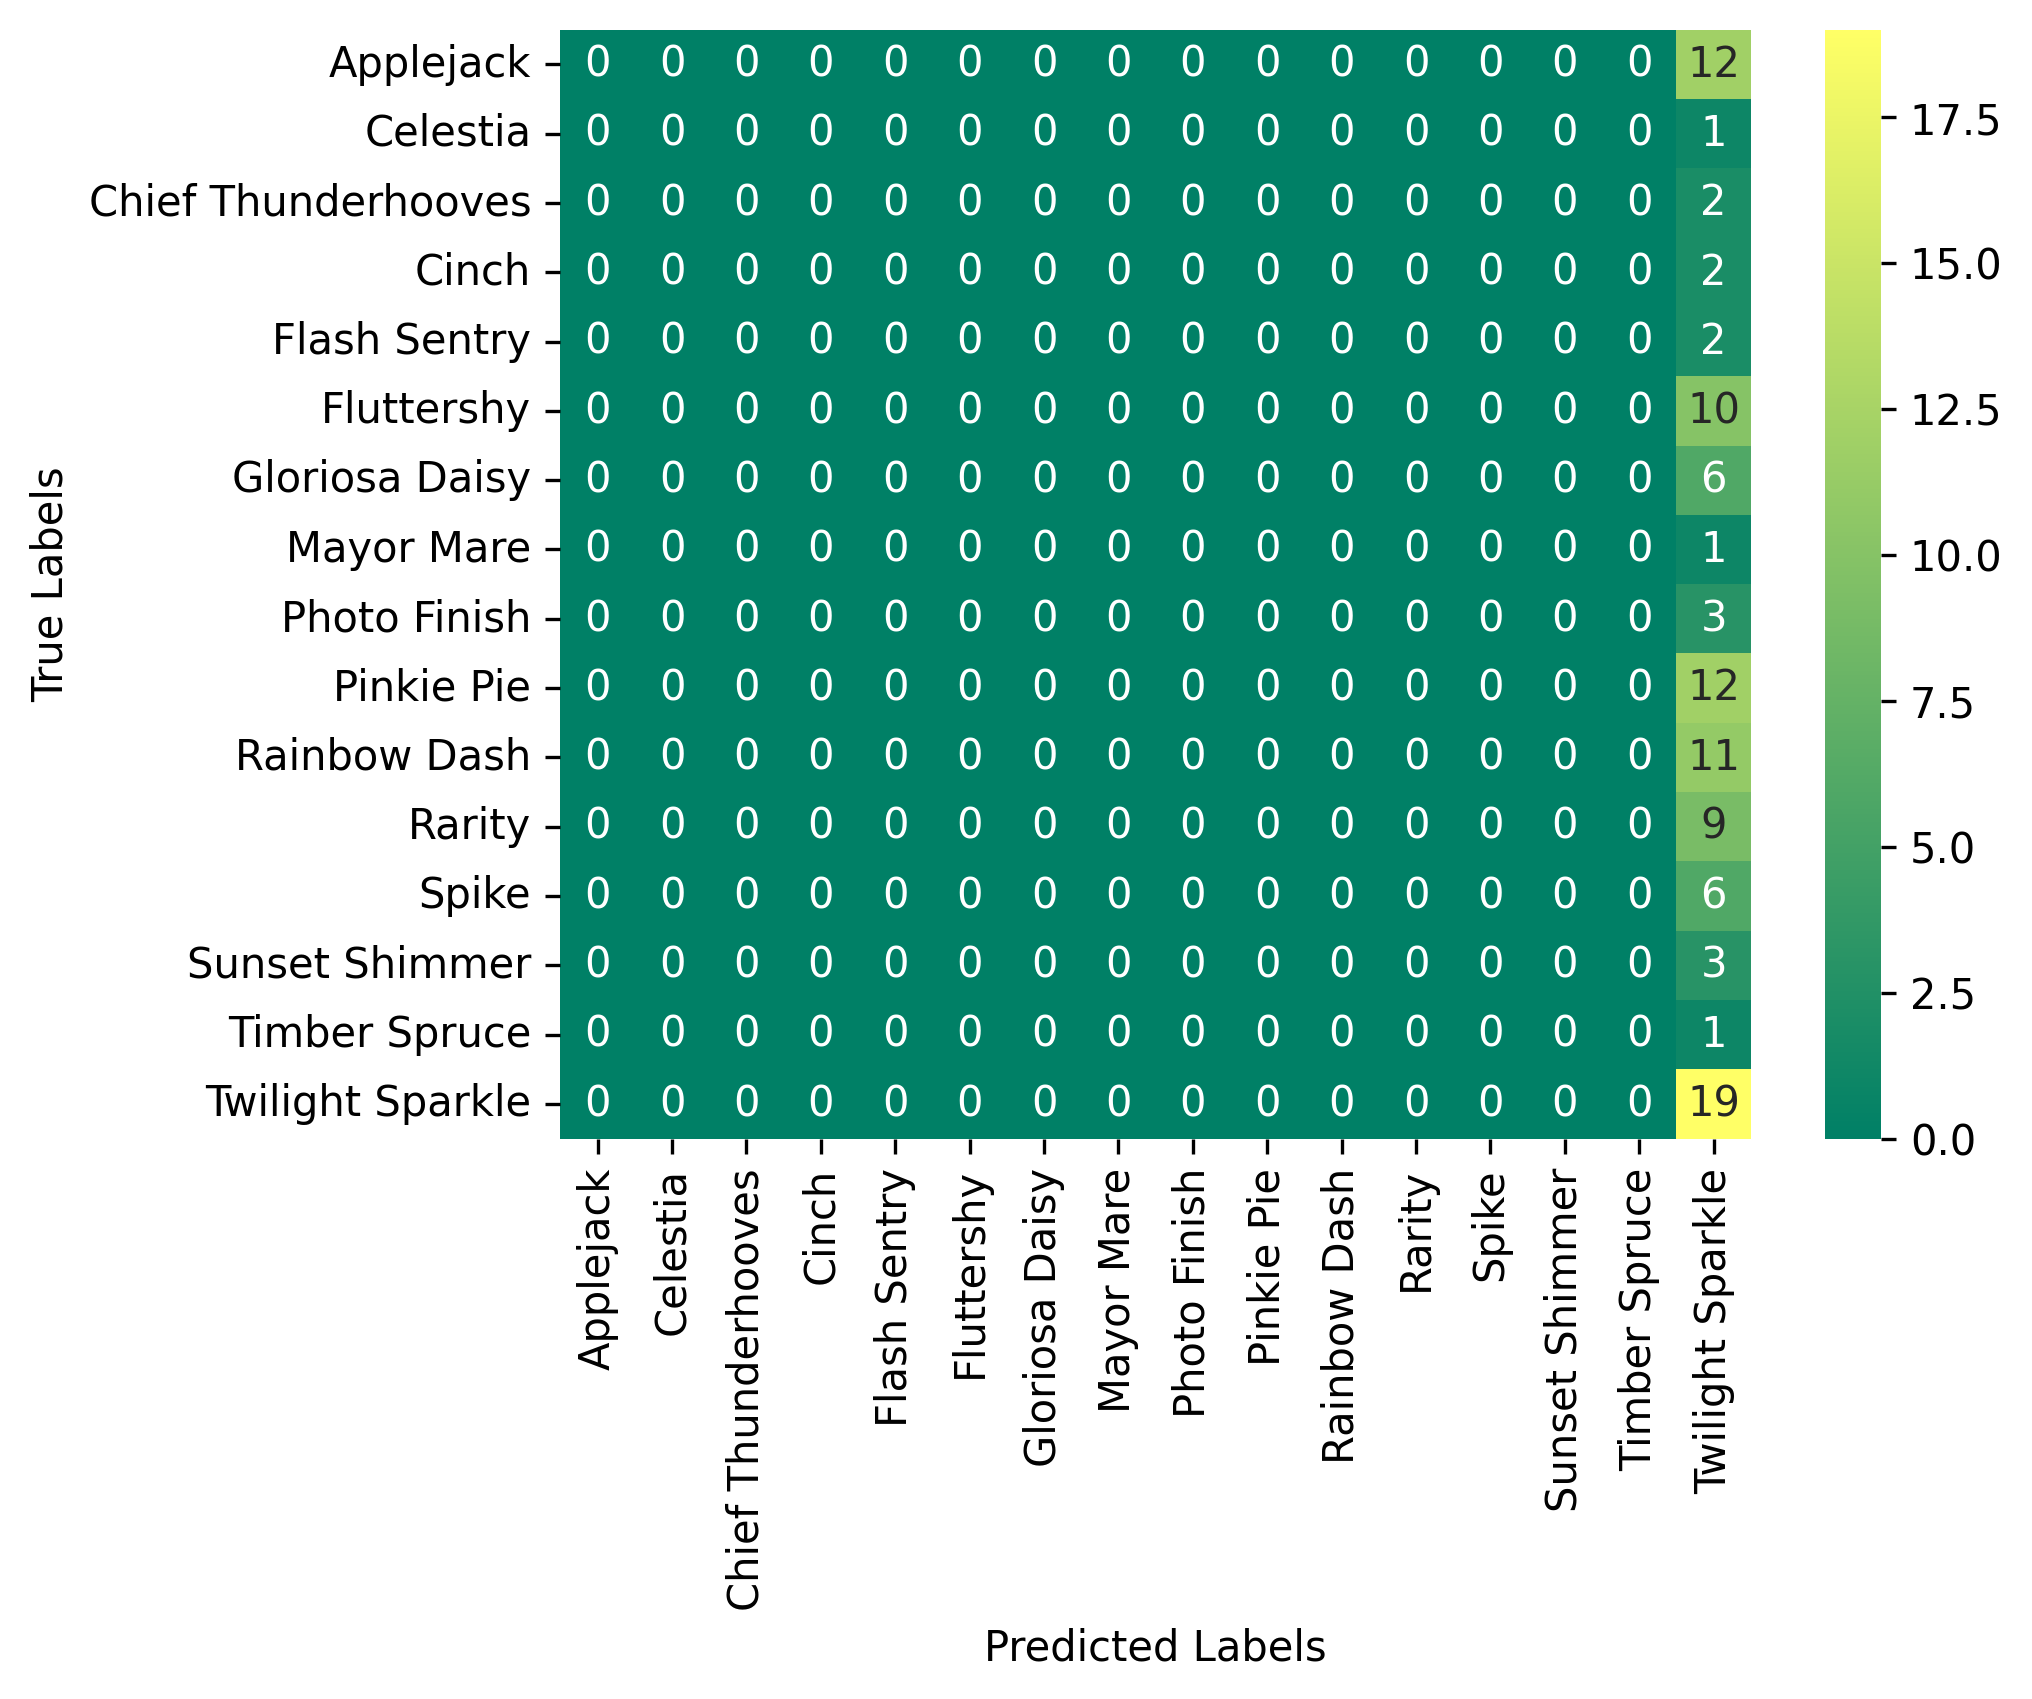 True Labels
Applejack 0 0 0 0 0 0 0 0 0 0 0 0 0 0 0 12
Celestia 0 0 0 0 0 0 0 0 0 0 0 0 0 0 0 1
Chief Thunderhooves 0 0 0 0 0 0 0 0 0 0 0 0 0 0 0 2
Cinch 0 0 0 0 0 0 0 0 0 0 0 0 0 0 0 2
Flash Sentry 0 0 0 0 0 0 0 0 0 0 0 0 0 0 0 2
Fluttershy 0 0 0 0 0 0 0 0 0 0 0 0 0 0 0 10
Gloriosa Daisy 0 0 0 0 0 0 0 0 0 0 0 0 0 0 0 6
Mayor Mare 0 0 0 0 0 0 0 0 0 0 0 0 0 0 0 1
Photo Finish 0 0 0 0 0 0 0 0 0 0 0 0 0 0 0 3
Pinkie Pie 0 0 0 0 0 0 0 0 0 0 0 0 0 0 0 12
Rainbow Dash 0 0 0 0 0 0 0 0 0 0 0 0 0 0 0 11
Rarity 0 0 0 0 0 0 0 0 0 0 0 0 0 0 0 9
Spike 0 0 0 0 0 0 0 0 0 0 0 0 0 0 0 6
Sunset Shimmer 0 0 0 0 0 0 0 0 0 0 0 0 0 0 0 3
Timber Spruce 0 0 0 0 0 0 0 0 0 0 0 0 0 0 0 1
Twilight Sparkle 0 0 0 0 0 0 0 0 0 0 0 0 0 0 0 19
Applejack
Celestia
Chief Thunderhooves
Cinch
Flash Sentry
Fluttershy
Gloriosa Daisy
Mayor Mare
Photo Finish
Pinkie Pie
Rainbow Dash
Rarity
Spike
Sunset Shimmer
Timber Spruce
Twilight Sparkle
Predicted Labels
17.5
15.0
12.5
10.0
7.5
5.0
2.5
0.0